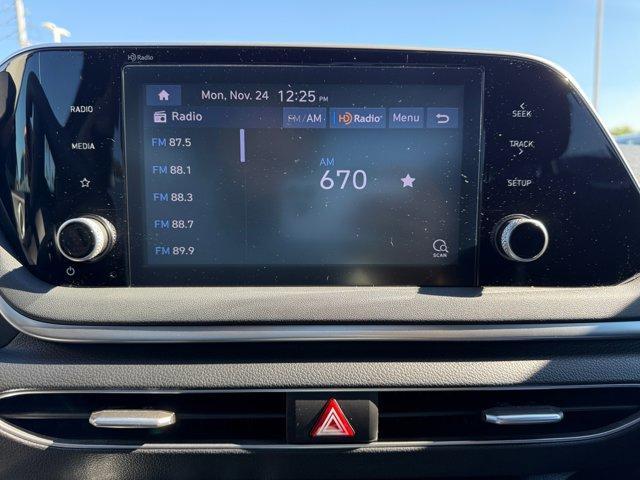 HD Radio
RADIO
MEDIA
Mon, Nov. 24 12:25 PM
Radio
FM/AM
HD Radio
Menu
FM 87.5
FM 88.1
FM 88.3
FM 88.7
FM 89.9
AM
670
SCAN
SEEK
TRACK
SETUP